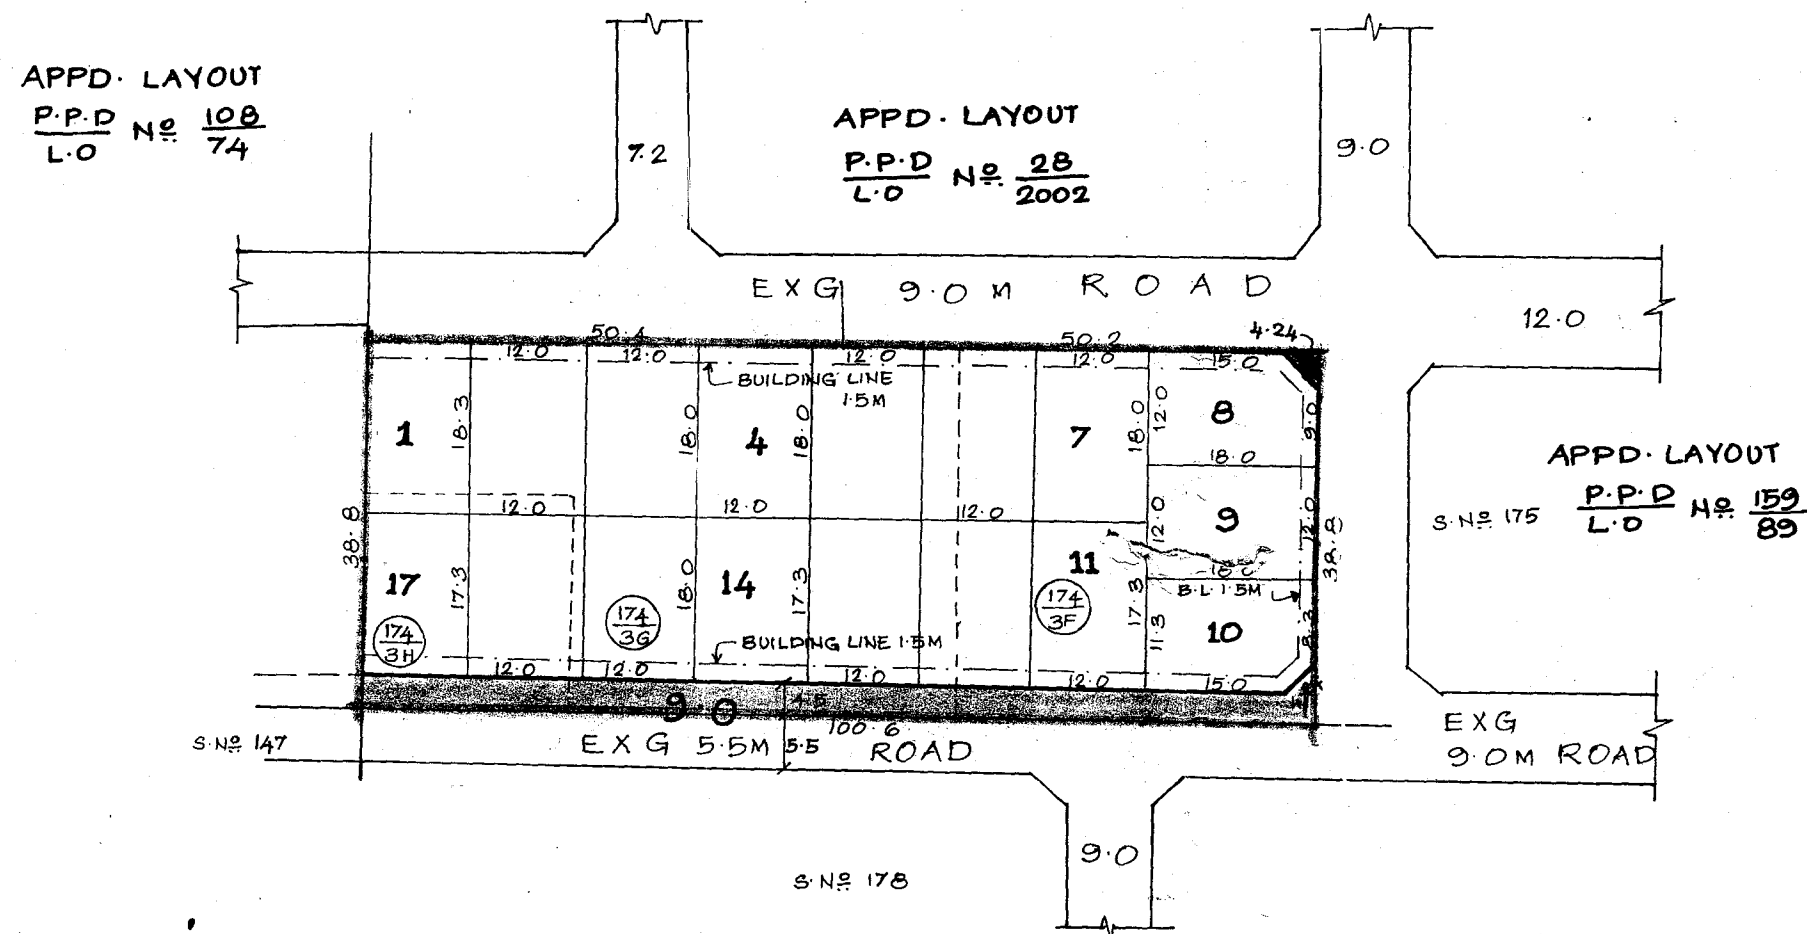 APPD. LAYOUT
P.P.D / L.O Nº 108 / 74
7.2
APPD. LAYOUT
P.P.D / L.O Nº 28 / 2002
9.0
EXG 9.0 M ROAD
12.0
50.4
50.2
4.24
12.0 12.0 12.0 12.0 15.0
BUILDING LINE
1.5M
1 18.3 18.0 4 18.0 7 18.0 12.0 8 9.0
18.0
APPD. LAYOUT
P.P.D / L.O Nº 159 / 89
S.Nº 175
38.8
12.0 12.0 12.0 12.0 9 12.0
38.8
17 17.3 18.0 14 17.3 11 17.3
B.L. 1.5M
174 / 3H
174 / 3G
174 / 3F
11.3 10 8.3
BUILDING LINE 1.5M
12.0 12.0 12.0 12.0 15.0
9.0
4.5
100.6
S.Nº 147
EXG 5.5M 5.5 ROAD
EXG
9.0M ROAD
9.0
S.Nº 178